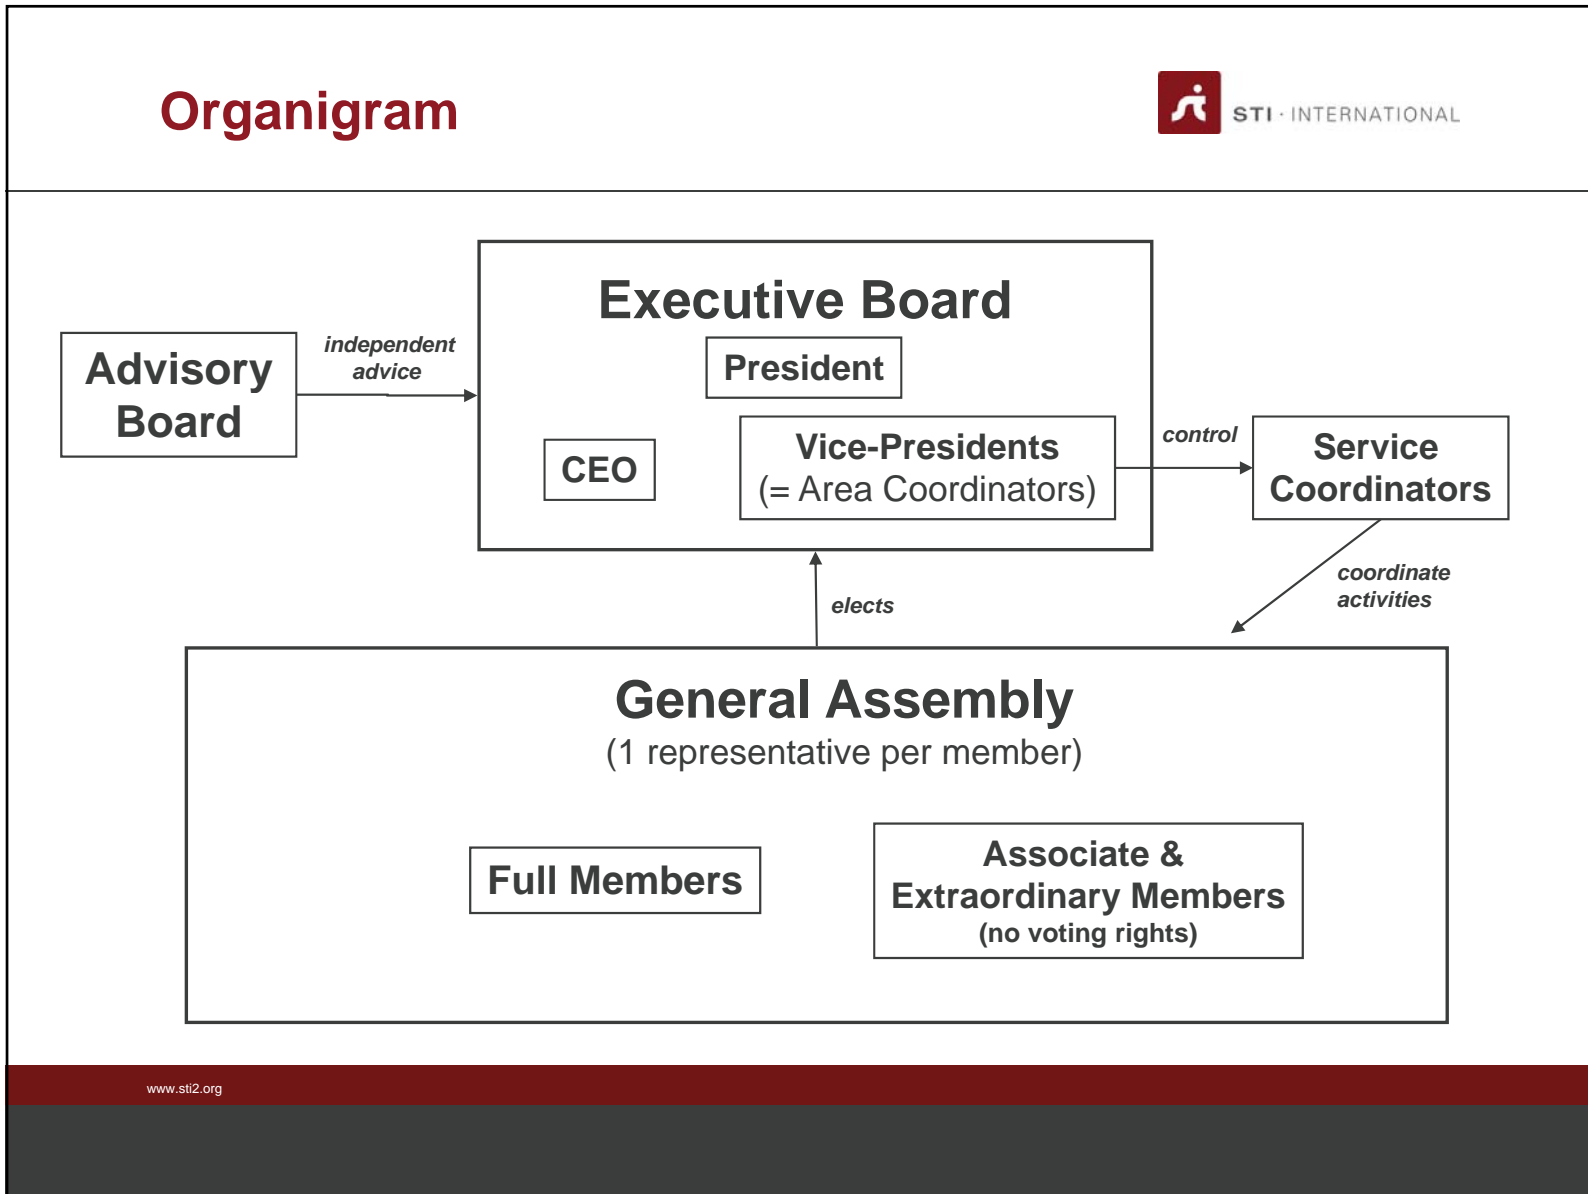 Organigram
STI · INTERNATIONAL
Executive Board
President
Advisory
Board
independent
advice
CEO
Vice-Presidents
(= Area Coordinators)
control
Service
Coordinators
coordinate
activities
elects
General Assembly
(1 representative per member)
Full Members
Associate &
Extraordinary Members
(no voting rights)
www.sti2.org